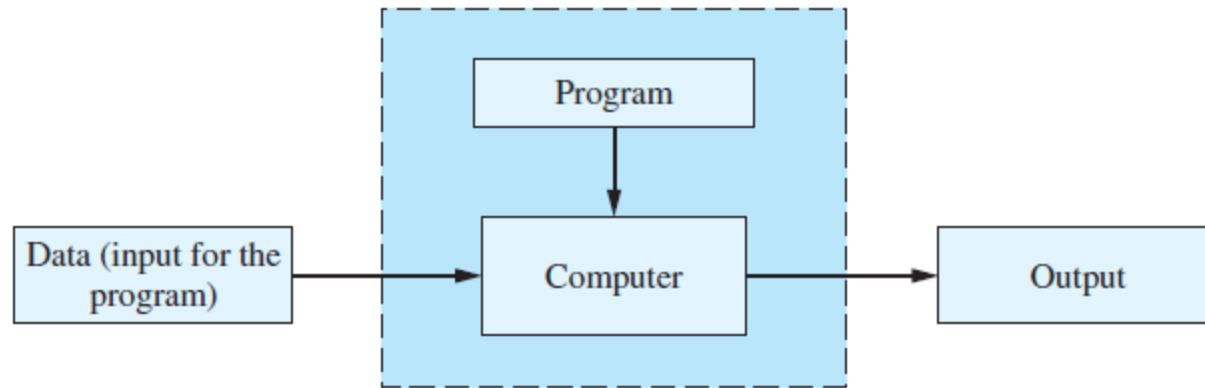 Program
Data (input for the
program)
Computer
Output